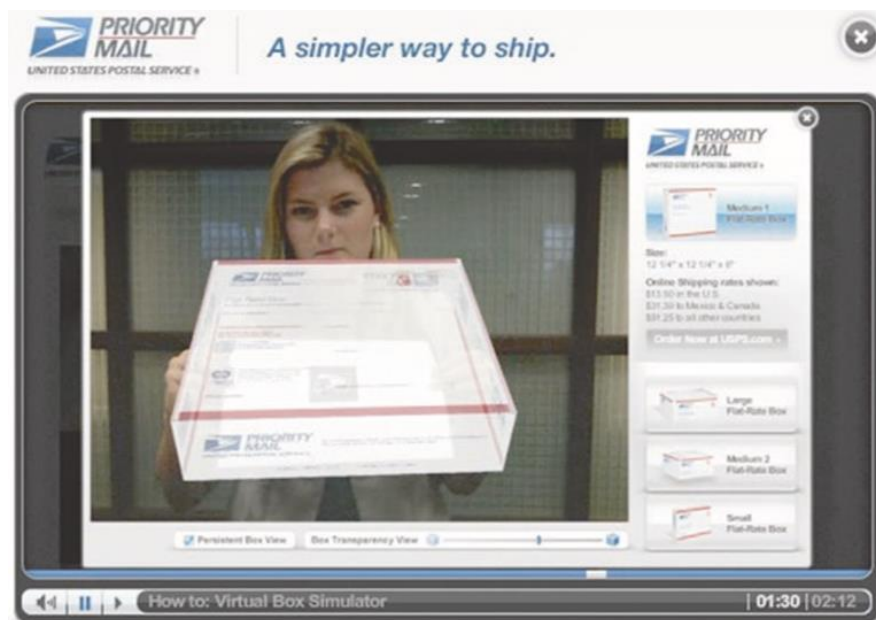 PRIORITY
MAIL
UNITED STATES POSTAL SERVICE ®
A simpler way to ship.
PRIORITY
MAIL
PRIORITY
MAIL
PRIORITY
MAIL
UNITED STATES POSTAL SERVICE ®
Medium 1
Flat-Rate Box
Size:
12 1/4" x 12 1/4" x 6"
Online Shipping rates shown:
$13.50 in the U.S.
to Mexico & Canada
to all other countries
Order Now at USPS.com
Large
Flat-Rate Box
Medium 2
Flat-Rate Box
Small
Flat-Rate Box
Persistent Box View
Box Transparency View
How to: Virtual Box Simulator
01:30
02:12